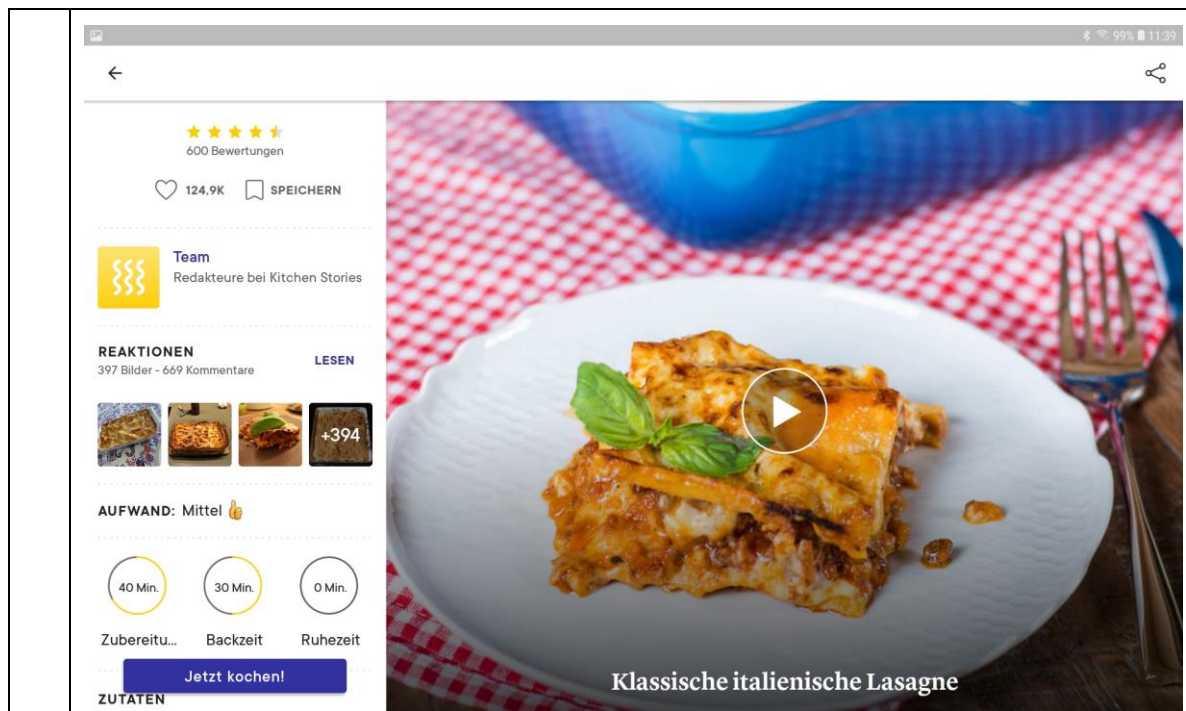 99% 11:39
600 Bewertungen
124,9K SPEICHERN
Team
Redakteure bei Kitchen Stories
REAKTIONEN
397 Bilder - 669 Kommentare
LESEN
+394
AUFWAND: Mittel
40 Min. 30 Min. 0 Min.
Zubereitu... Backzeit Ruhezeit
Jetzt kochen!
ZUTATEN
Klassische italienische Lasagne